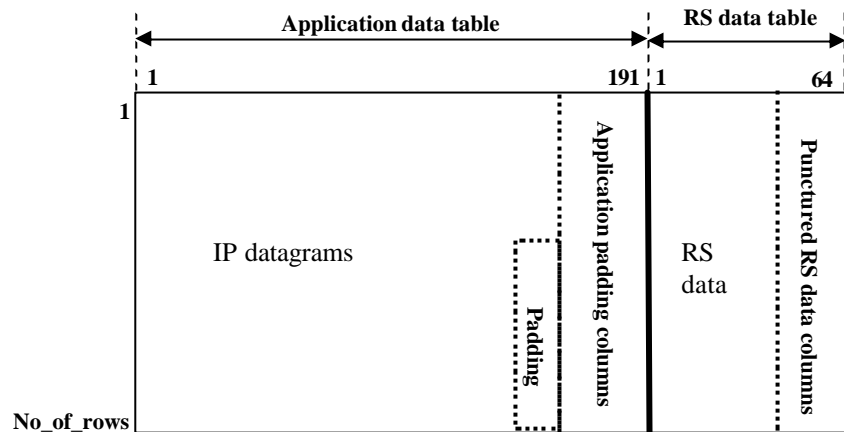 Application data table
RS data table
1
191
1
64
1
IP datagrams
Padding
Application padding columns
RS
data
Punctured RS data columns
No_of_rows